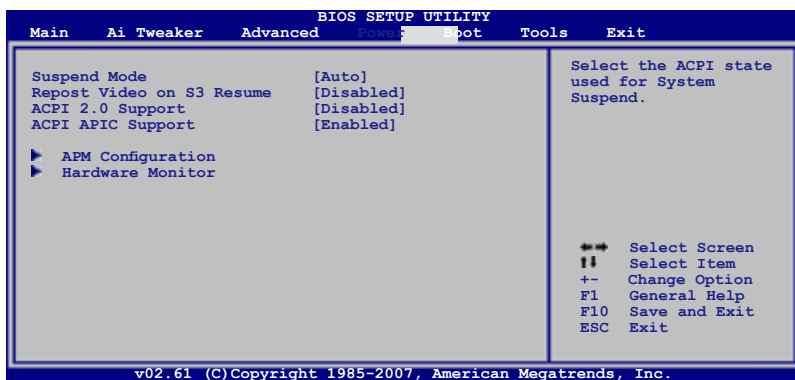 BIOS SETUP UTILITY
Main Ai Tweaker Advanced Power Boot Tools Exit
Suspend Mode [Auto]
Repost Video on S3 Resume [Disabled]
ACPI 2.0 Support [Disabled]
ACPI APIC Support [Enabled]
APM Configuration
Hardware Monitor
Select the ACPI state
used for System
Suspend.
Select Screen
Select Item
+- Change Option
F1 General Help
F10 Save and Exit
ESC Exit
v02.61 (C)Copyright 1985-2007, American Megatrends, Inc.